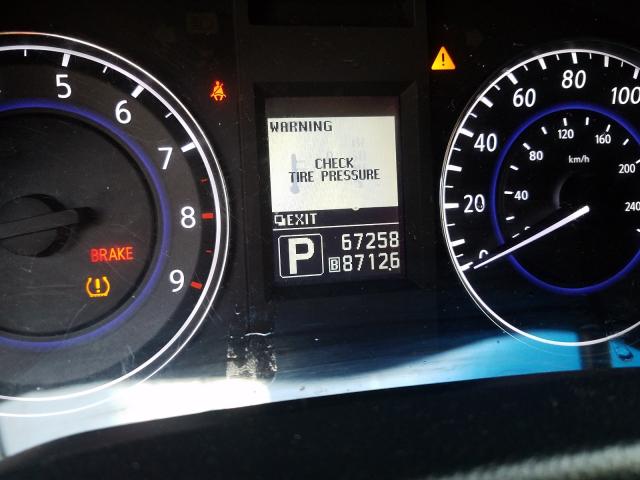 5
6
7
8
9
BRAKE
WARNING
CHECK
TIRE PRESSURE
EXIT
P
67258
B 87126
0
20
40
60
80
100
40
80
120
160
200
240
km/h